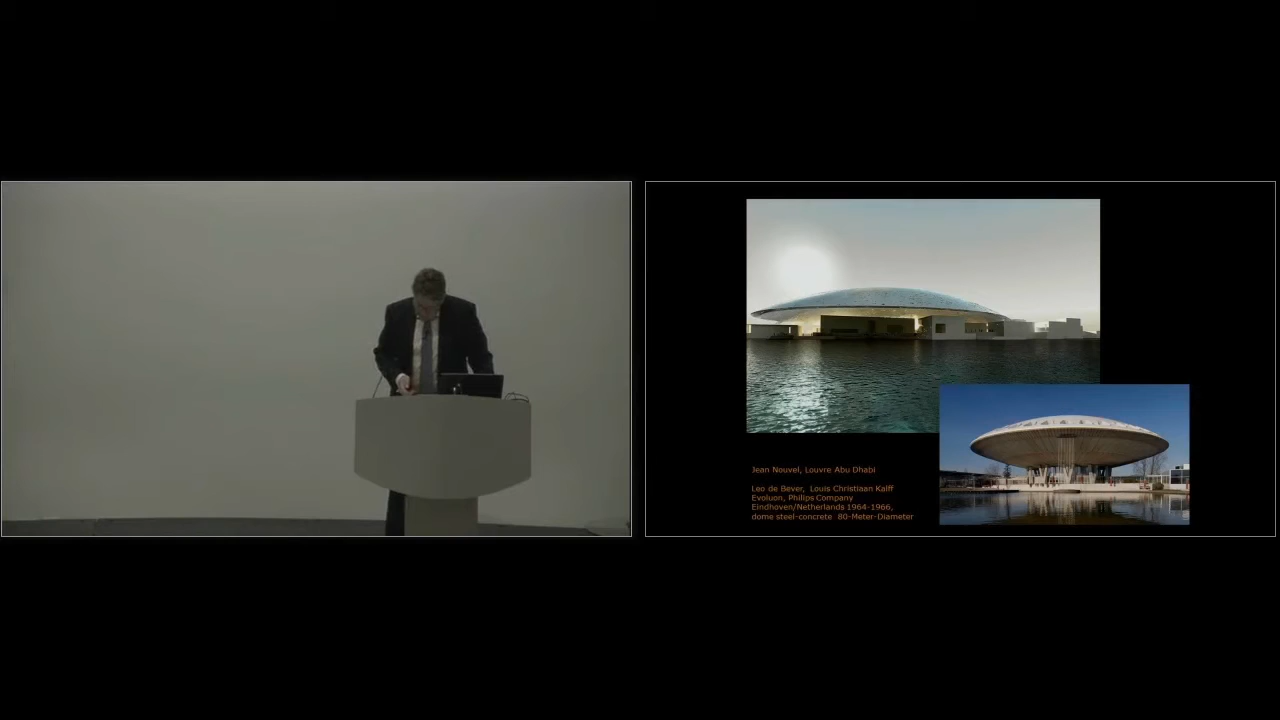 Jean Nouvel, Louvre Abu Dhabi
Leo de Bever, Louis Christiaan Kalff
Evoluon, Philips Company
Eindhoven/Netherlands 1964-1966,
dome steel-concrete 80-Meter-Diameter